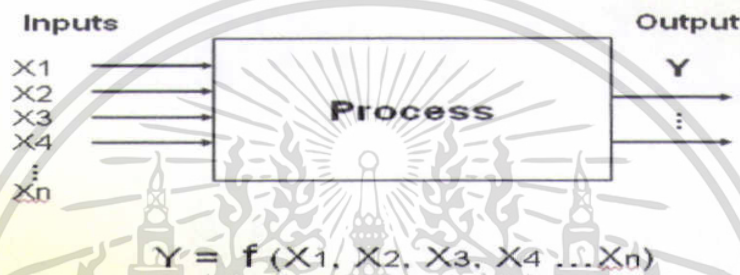 Inputs Output
X1 Y
X2
X3 Process ⋮
X4
⋮
Xn
Y = f (X1, X2, X3, X4 ...Xn)